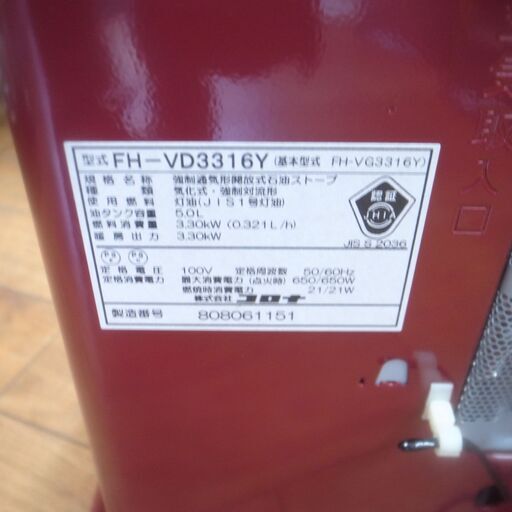 型式 FH-VD3316Y (基本型式 FH-VG3316Y)
規格名称 強制通気形開放式石油ストーブ
種類 気化式・強制対流形
使用燃料 灯油(JIS1号灯油)
油タンク容量 5.0L
燃料消費量 3.30kW (0.321L/h)
暖房出力 3.30kW
認証
JHIA
JIS S 2036
定格電圧 100V 定格周波数 50/60Hz
定格消費電力 最大消費電力(点火時) 650/650W
燃焼時消費電力 21/21W
株式会社コロナ
製造番号 808061151
入口